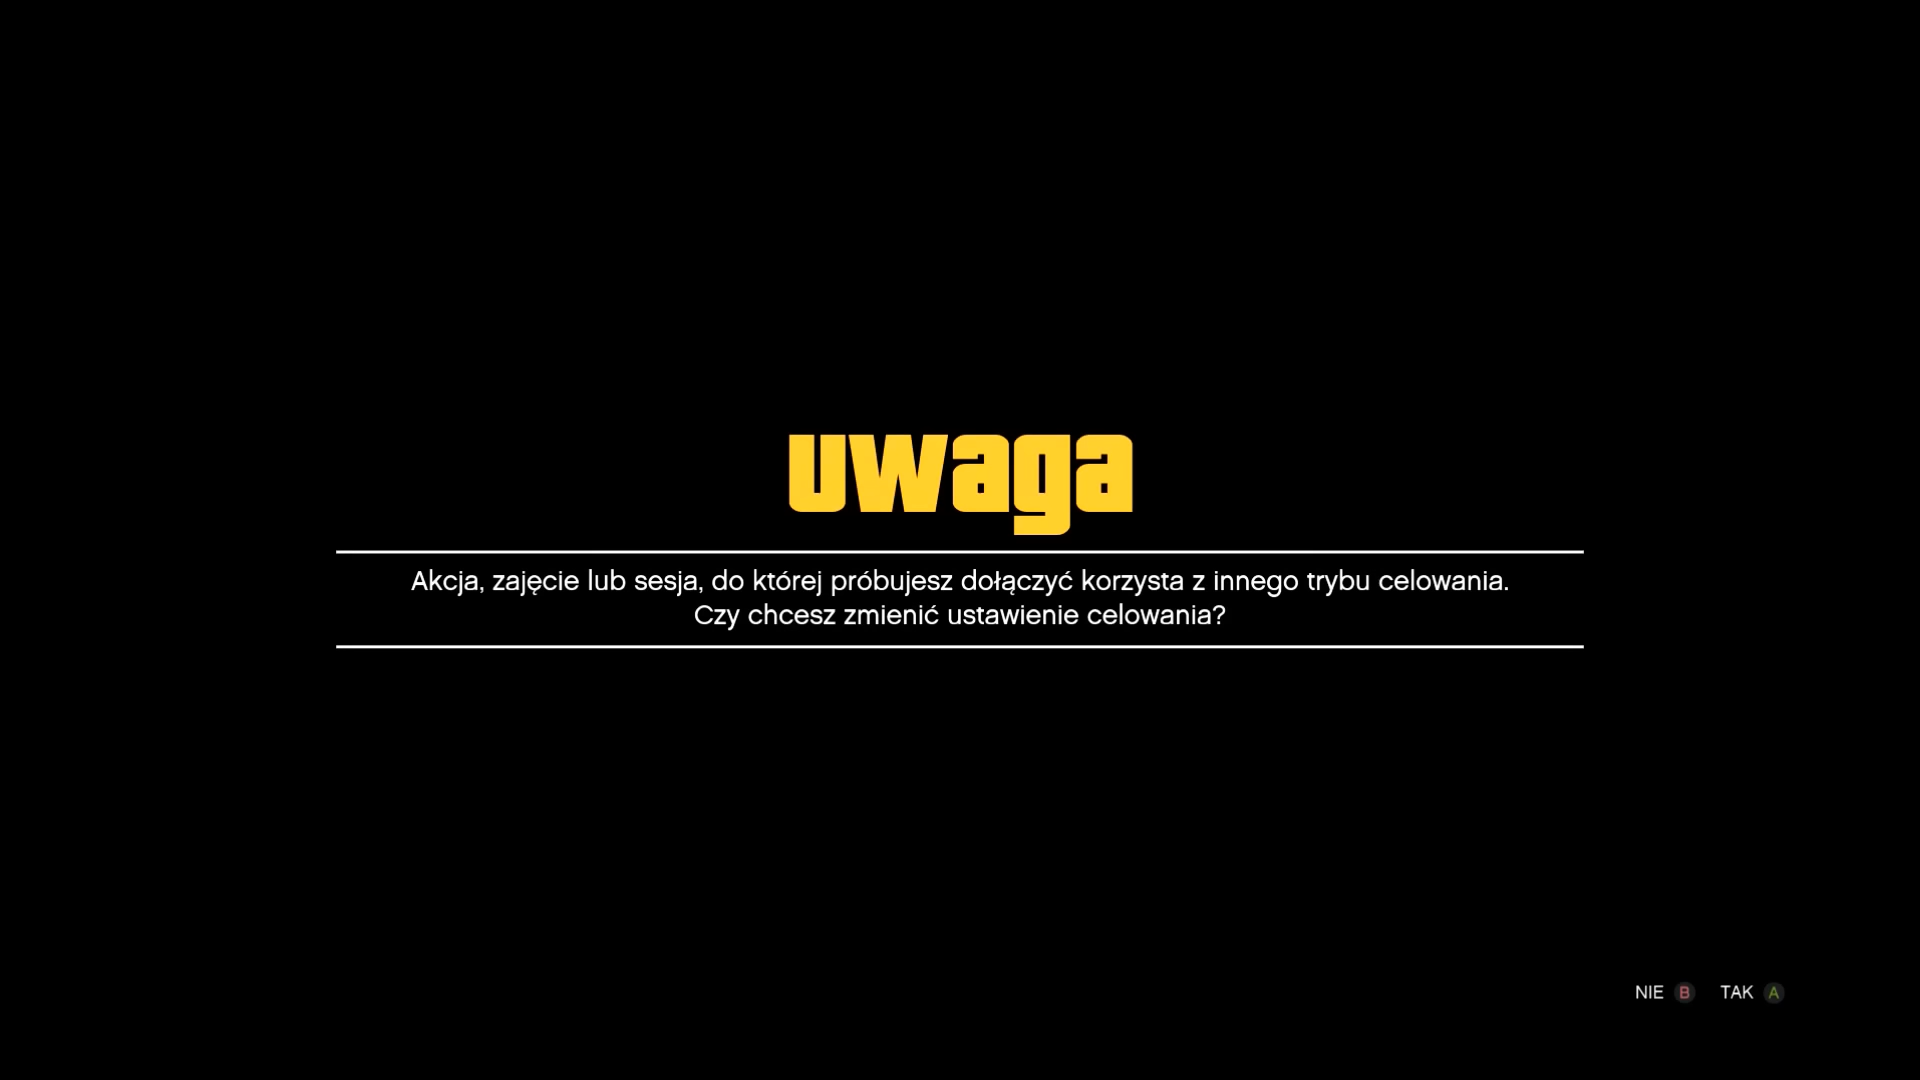 uwaga
Akcja, zajęcie lub sesja, do której próbujesz dołączyć korzysta z innego trybu celowania.
Czy chcesz zmienić ustawienie celowania?
NIE B TAK A